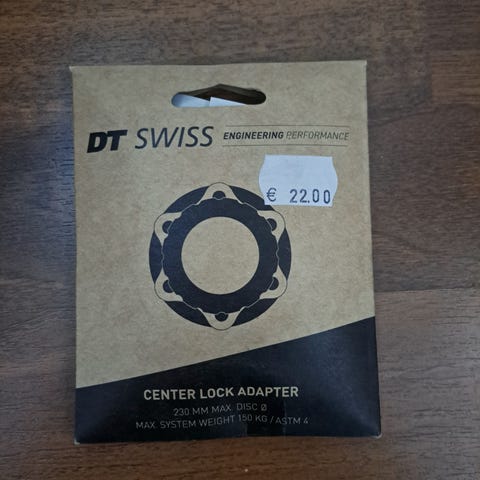 DT SWISS ENGINEERING PERFORMANCE
€ 22.00
CENTER LOCK ADAPTER
230 MM MAX. DISC Ø
MAX. SYSTEM WEIGHT 150 KG / ASTM 4